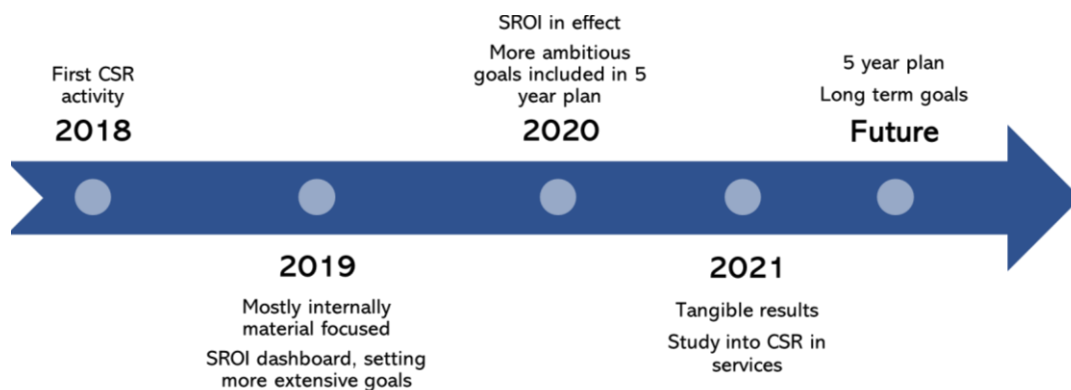 First CSR
activity
2018
2019
Mostly internally
material focused
SROI dashboard, setting
more extensive goals
SROI in effect
More ambitious
goals included in 5
year plan
2020
2021
Tangible results
Study into CSR in
services
5 year plan
Long term goals
Future